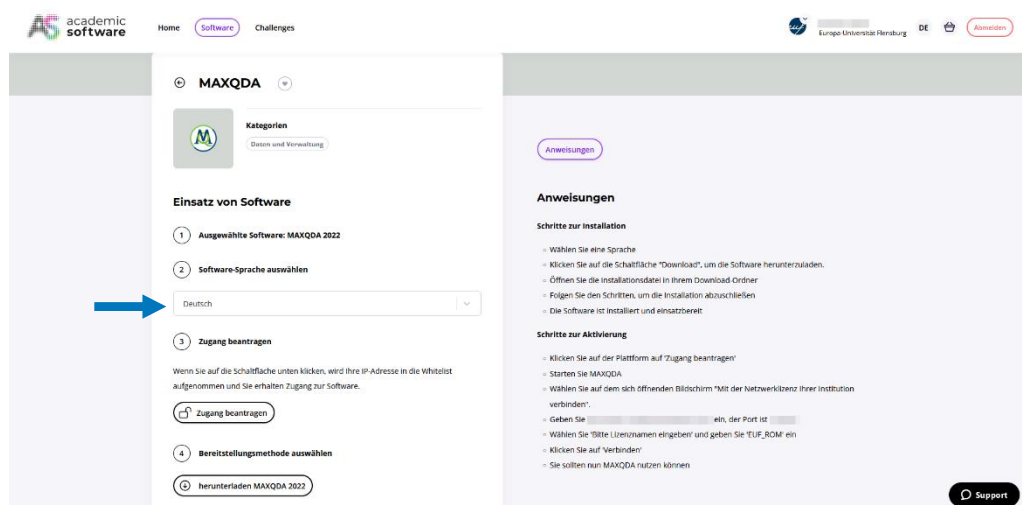 academic
software
Home
Software
Challenges
euf
Europa-Universität Flensburg
DE
Abmelden
MAXQDA
Kategorien
Daten und Verwaltung
Einsatz von Software
1 Ausgewählte Software: MAXQDA 2022
2 Software-Sprache auswählen
Deutsch
3 Zugang beantragen
Wenn Sie auf die Schaltfläche unten klicken, wird Ihre IP-Adresse in die Whitelist
aufgenommen und Sie erhalten Zugang zur Software.
Zugang beantragen
4 Bereitstellungsmethode auswählen
herunterladen MAXQDA 2022
Anweisungen
Anweisungen
Schritte zur Installation
Wählen Sie eine Sprache
Klicken Sie auf die Schaltfläche "Download", um die Software herunterzuladen.
Öffnen Sie die Installationsdatei in Ihrem Download-Ordner
Folgen Sie den Schritten, um die Installation abzuschließen
Die Software ist installiert und einsatzbereit
Schritte zur Aktivierung
Klicken Sie auf der Plattform auf 'Zugang beantragen'
Starten Sie MAXQDA
Wählen Sie auf dem sich öffnenden Bildschirm "Mit der Netzwerklizenz Ihrer Institution
verbinden".
Geben Sie ein, der Port ist
Wählen Sie 'Bitte Lizenznamen eingeben' und geben Sie 'EUF_ROM' ein
Klicken Sie auf 'Verbinden'
Sie sollten nun MAXQDA nutzen können
Support